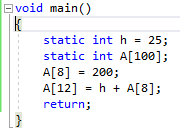 void main()
{
static int h = 25;
static int A[100];
A[8] = 200;
A[12] = h + A[8];
return;
}